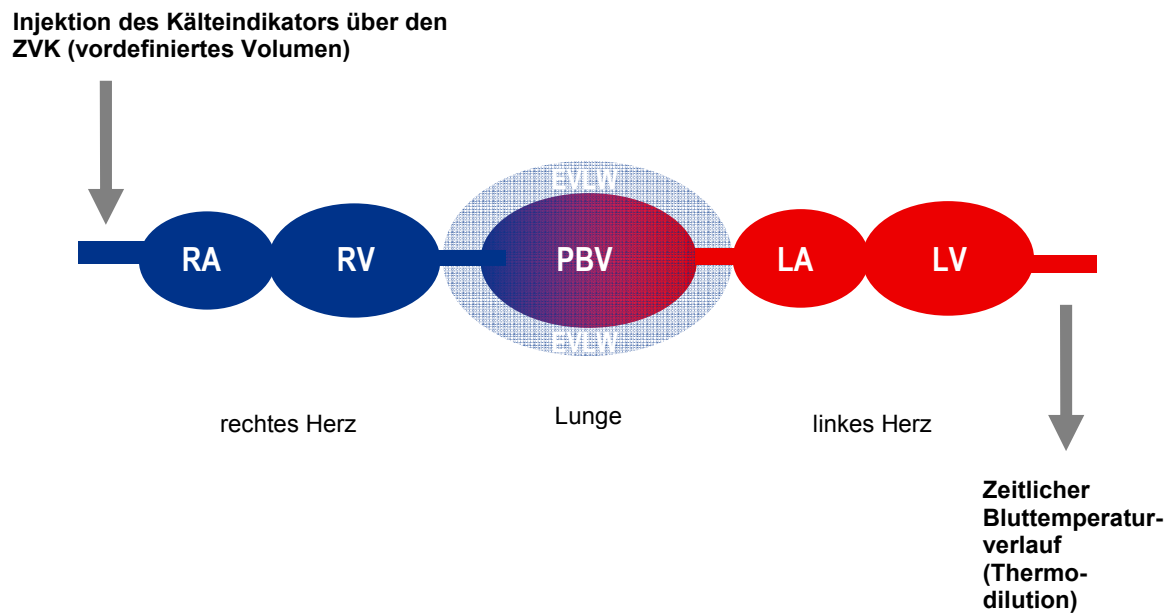 Injektion des Kälteindikators über den
ZVK (vordefiniertes Volumen)
EVLW
RA
RV
PBV
LA
LV
EVLW
rechtes Herz
Lunge
linkes Herz
Zeitlicher
Bluttemperatur-
verlauf
(Thermo-
dilution)